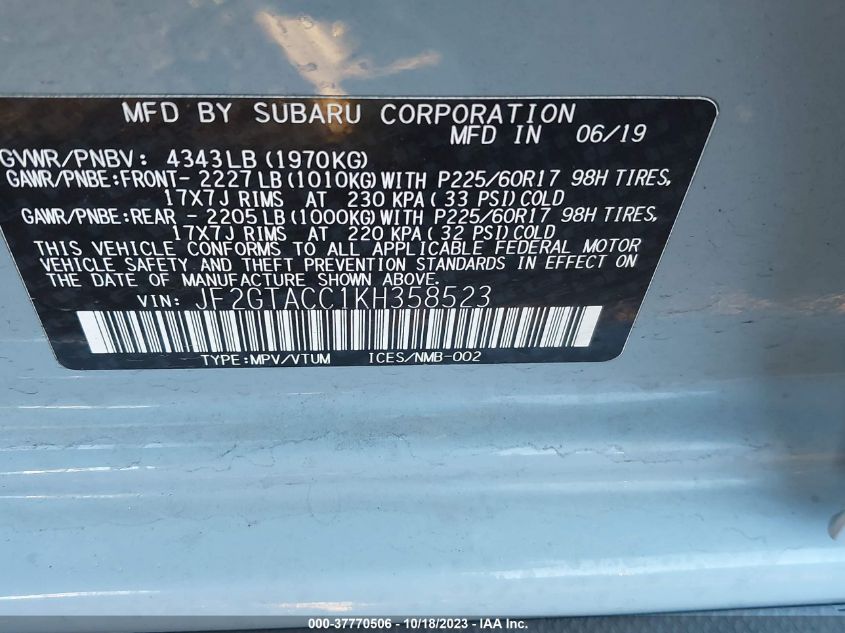 MFD BY SUBARU CORPORATION
MFD IN 06/19
GVWR/PNBV: 4343LB (1970KG)
GAWR/PNBE:FRONT- 2227LB (1010KG) WITH P225/60R17 98H TIRES,
17X7J RIMS AT 230 KPA (33 PSI) COLD
GAWR/PNBE:REAR - 2205LB (1000KG) WITH P225/60R17 98H TIRES,
17X7J RIMS AT 220 KPA (32 PSI) COLD
THIS VEHICLE CONFORMS TO ALL APPLICABLE FEDERAL MOTOR
VEHICLE SAFETY AND THEFT PREVENTION STANDARDS IN EFFECT ON
THE DATE OF MANUFACTURE SHOWN ABOVE.
VIN: JF2GTACC1KH358523
TYPE:MPV/VTUM ICES/NMB-002
000-37770506 - 10/18/2023 - © IAA Inc.